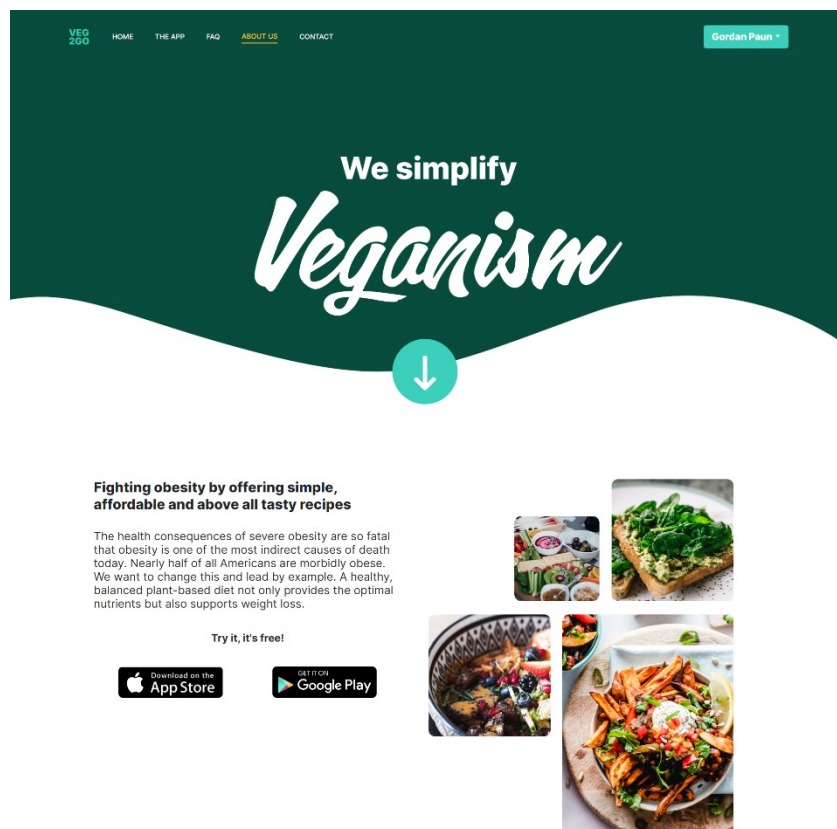 VEG
2GO
HOME THE APP FAQ ABOUT US CONTACT
Gordan Paun
We simplify
Veganism
Fighting obesity by offering simple,
affordable and above all tasty recipes
The health consequences of severe obesity are so fatal
that obesity is one of the most indirect causes of death
today. Nearly half of all Americans are morbidly obese.
We want to change this and lead by example. A healthy,
balanced plant-based diet not only provides the optimal
nutrients but also supports weight loss.
Try it, it's free!
Download on the
App Store
GET IT ON
Google Play